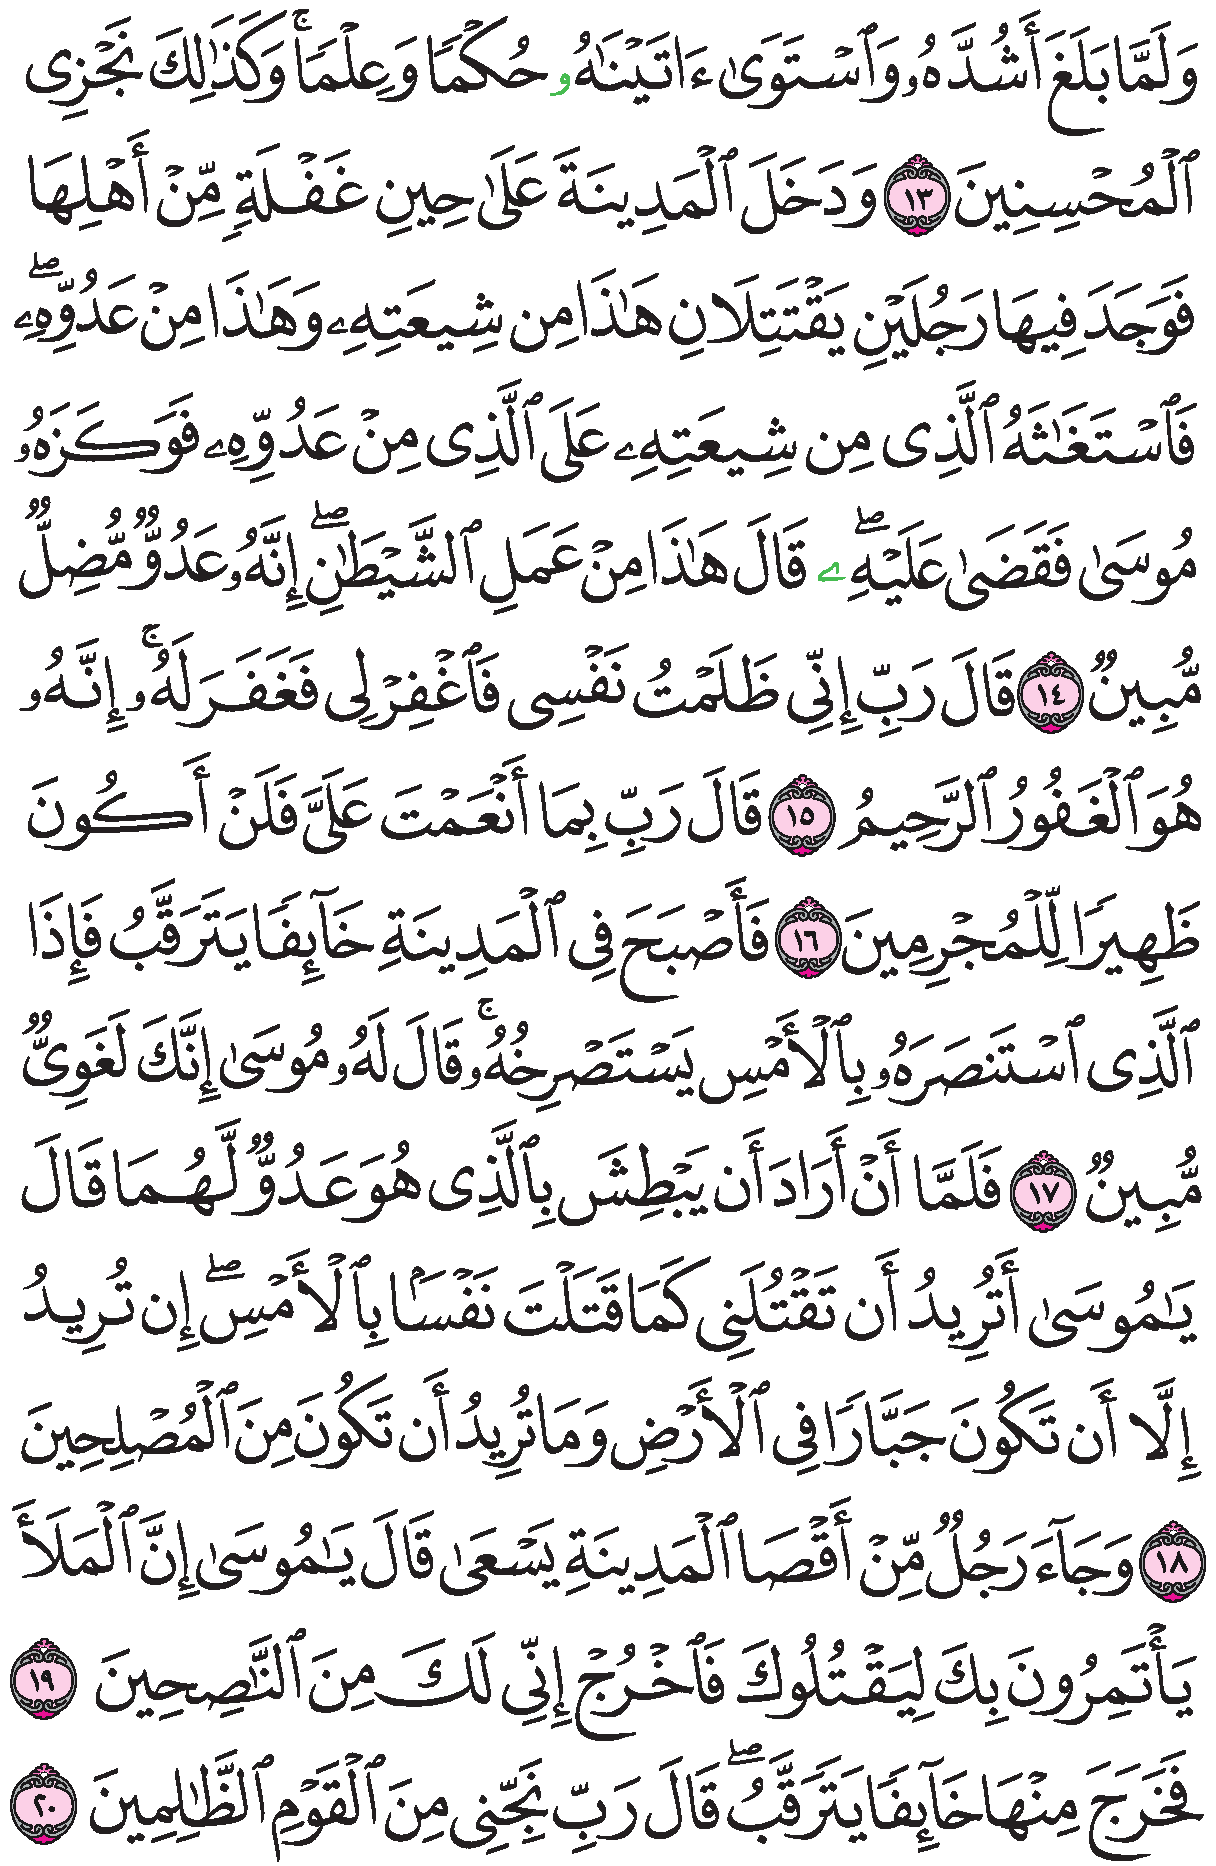 وَلَمَّا بَلَغَ أَشُدَّهُۥ وَٱسْتَوَىٰٓ ءَاتَيْنَٰهُۥ حُكْمًا وَعِلْمًاۚ وَكَذَٰلِكَ نَجْزِى
ٱلْمُحْسِنِينَ ١٣ وَدَخَلَ ٱلْمَدِينَةَ عَلَىٰ حِينِ غَفْلَةٍ مِّنْ أَهْلِهَا
فَوَجَدَ فِيهَا رَجُلَيْنِ يَقْتَتِلَانِ هَٰذَا مِن شِيعَتِهِۦ وَهَٰذَا مِنْ عَدُوِّهِۦۖ
فَٱسْتَغَٰثَهُ ٱلَّذِى مِن شِيعَتِهِۦ عَلَى ٱلَّذِى مِنْ عَدُوِّهِۦ فَوَكَزَهُۥ
مُوسَىٰ فَقَضَىٰ عَلَيْهِۦۖ قَالَ هَٰذَا مِنْ عَمَلِ ٱلشَّيْطَٰنِۖ إِنَّهُۥ عَدُوٌّ مُّضِلٌّ
مُّبِينٌ ١٤ قَالَ رَبِّ إِنِّى ظَلَمْتُ نَفْسِى فَٱغْفِرْ لِى فَغَفَرَ لَهُۥۚ إِنَّهُۥ
هُوَ ٱلْغَفُورُ ٱلرَّحِيمُ ١٥ قَالَ رَبِّ بِمَا أَنْعَمْتَ عَلَىَّ فَلَنْ أَكُونَ
ظَهِيرًا لِّلْمُجْرِمِينَ ١٦ فَأَصْبَحَ فِى ٱلْمَدِينَةِ خَآئِفًا يَتَرَقَّبُ فَإِذَا
ٱلَّذِى ٱسْتَنصَرَهُۥ بِٱلْأَمْسِ يَسْتَصْرِخُهُۥۚ قَالَ لَهُۥ مُوسَىٰ إِنَّكَ لَغَوِىٌّ
مُّبِينٌ ١٧ فَلَمَّا أَنْ أَرَادَ أَن يَبْطِشَ بِٱلَّذِى هُوَ عَدُوٌّ لَّهُمَا قَالَ
يَٰمُوسَىٰ أَتُرِيدُ أَن تَقْتُلَنِى كَمَا قَتَلْتَ نَفْسًۢا بِٱلْأَمْسِۖ إِن تُرِيدُ
إِلَّا أَن تَكُونَ جَبَّارًا فِى ٱلْأَرْضِ وَمَا تُرِيدُ أَن تَكُونَ مِنَ ٱلْمُصْلِحِينَ
١٨ وَجَآءَ رَجُلٌ مِّنْ أَقْصَا ٱلْمَدِينَةِ يَسْعَىٰ قَالَ يَٰمُوسَىٰ إِنَّ ٱلْمَلَأَ
يَأْتَمِرُونَ بِكَ لِيَقْتُلُوكَ فَٱخْرُجْ إِنِّى لَكَ مِنَ ٱلنَّٰصِحِينَ ١٩
فَخَرَجَ مِنْهَا خَآئِفًا يَتَرَقَّبُۖ قَالَ رَبِّ نَجِّنِى مِنَ ٱلْقَوْمِ ٱلظَّٰلِمِينَ ٢٠